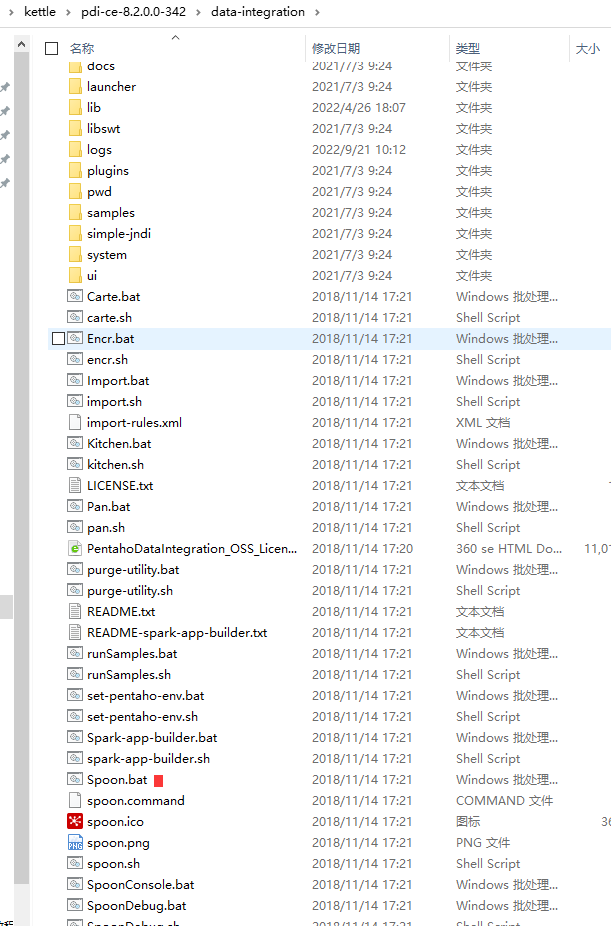 kettle > pdi-ce-8.2.0.0-342 > data-integration >
名称 修改日期 类型 大小
docs 2021/7/3 9:24 文件夹
launcher 2021/7/3 9:24 文件夹
lib 2022/4/26 18:07 文件夹
libswt 2021/7/3 9:24 文件夹
logs 2022/9/21 10:12 文件夹
plugins 2021/7/3 9:24 文件夹
pwd 2021/7/3 9:24 文件夹
samples 2021/7/3 9:24 文件夹
simple-jndi 2021/7/3 9:24 文件夹
system 2021/7/3 9:24 文件夹
ui 2021/7/3 9:24 文件夹
Carte.bat 2018/11/14 17:21 Windows 批处理...
carte.sh 2018/11/14 17:21 Shell Script
Encr.bat 2018/11/14 17:21 Windows 批处理...
encr.sh 2018/11/14 17:21 Shell Script
Import.bat 2018/11/14 17:21 Windows 批处理...
import.sh 2018/11/14 17:21 Shell Script
import-rules.xml 2018/11/14 17:21 XML 文档
Kitchen.bat 2018/11/14 17:21 Windows 批处理...
kitchen.sh 2018/11/14 17:21 Shell Script
LICENSE.txt 2018/11/14 17:21 文本文档
Pan.bat 2018/11/14 17:21 Windows 批处理...
pan.sh 2018/11/14 17:21 Shell Script
PentahoDataIntegration_OSS_Licen... 2018/11/14 17:20 360 se HTML Do... 11,0
purge-utility.bat 2018/11/14 17:21 Windows 批处理...
purge-utility.sh 2018/11/14 17:21 Shell Script
README.txt 2018/11/14 17:21 文本文档
README-spark-app-builder.txt 2018/11/14 17:21 文本文档
runSamples.bat 2018/11/14 17:21 Windows 批处理...
runSamples.sh 2018/11/14 17:21 Shell Script
set-pentaho-env.bat 2018/11/14 17:21 Windows 批处理...
set-pentaho-env.sh 2018/11/14 17:21 Shell Script
Spark-app-builder.bat 2018/11/14 17:21 Windows 批处理...
spark-app-builder.sh 2018/11/14 17:21 Shell Script
Spoon.bat 2018/11/14 17:21 Windows 批处理...
spoon.command 2018/11/14 17:21 COMMAND 文件
spoon.ico 2018/11/14 17:21 图标 36
spoon.png 2018/11/14 17:21 PNG 文件
spoon.sh 2018/11/14 17:21 Shell Script
SpoonConsole.bat 2018/11/14 17:21 Windows 批处理...
SpoonDebug.bat 2018/11/14 17:21 Windows 批处理...
SpoonDebug.sh 2018/11/14 17:21 Shell Script